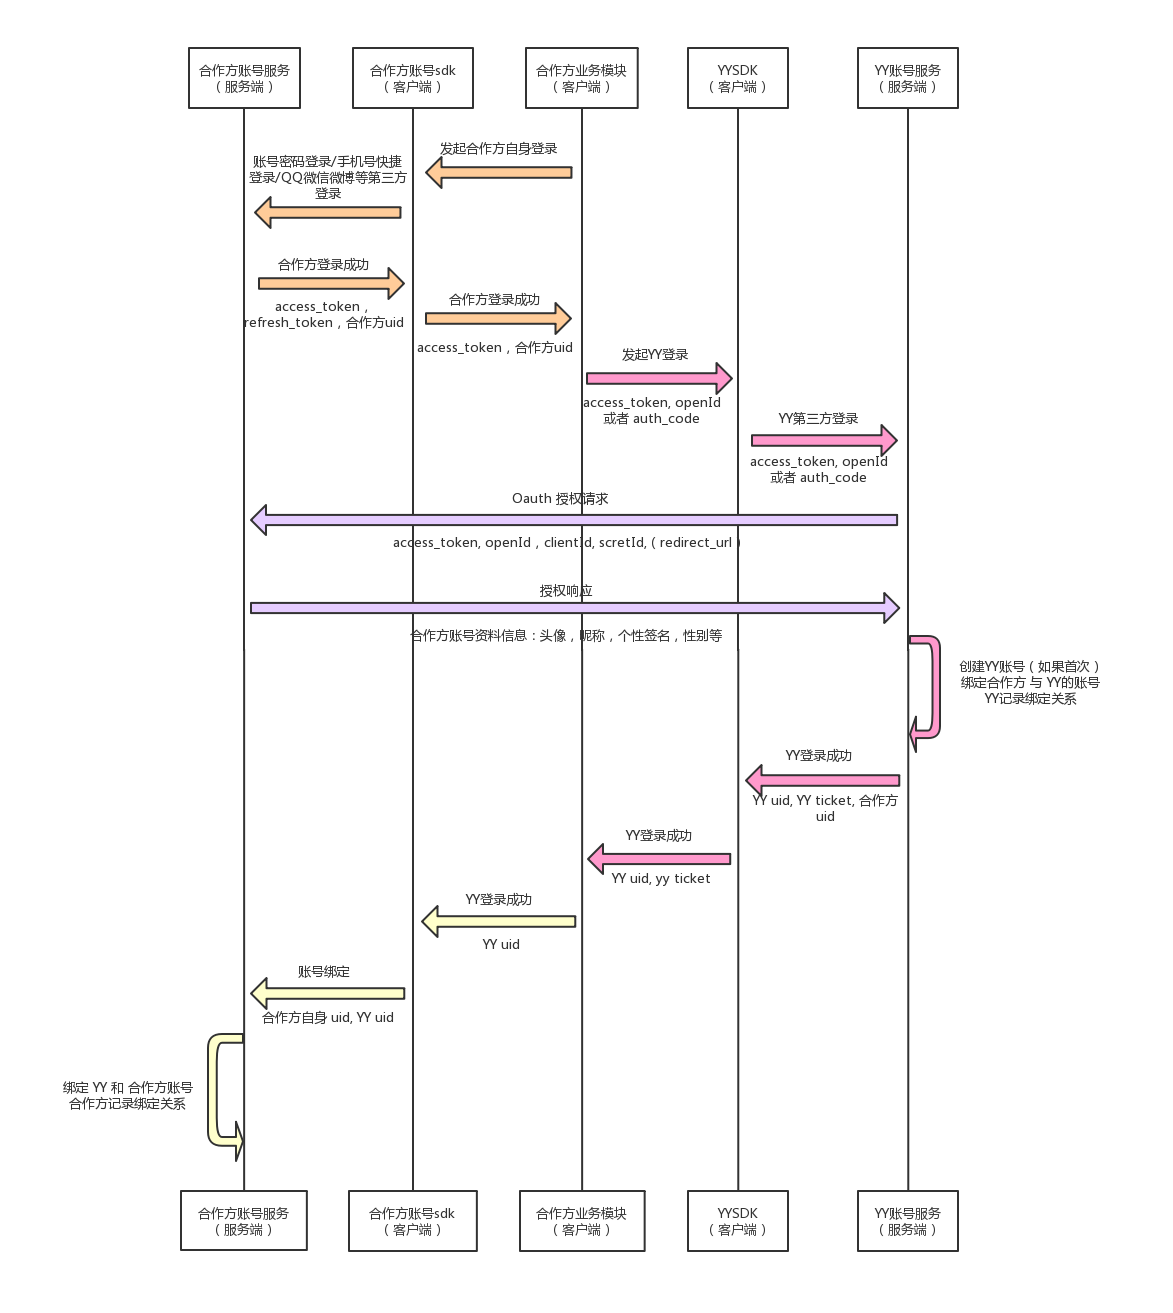 合作方账号服务
（服务端）
合作方账号sdk
（客户端）
合作方业务模块
（客户端）
YYSDK
（客户端）
YY账号服务
（服务端）
发起合作方自身登录
账号密码登录/手机号快捷
登录/QQ微信微博等第三方
登录
合作方登录成功
access_token，
refresh_token，合作方uid
合作方登录成功
access_token，合作方uid
发起YY登录
access_token, openId
或者 auth_code
YY第三方登录
access_token, openId
或者 auth_code
Oauth 授权请求
access_token, openId，clientId, scretId,（redirect_url）
授权响应
合作方账号资料信息：头像，昵称，个性签名，性别等
创建YY账号（如果首次）
绑定合作方 与 YY的账号
YY记录绑定关系
YY登录成功
YY uid, YY ticket, 合作方
uid
YY登录成功
YY uid, yy ticket
YY登录成功
YY uid
账号绑定
合作方自身 uid, YY uid
绑定 YY 和 合作方账号
合作方记录绑定关系
合作方账号服务
（服务端）
合作方账号sdk
（客户端）
合作方业务模块
（客户端）
YYSDK
（客户端）
YY账号服务
（服务端）